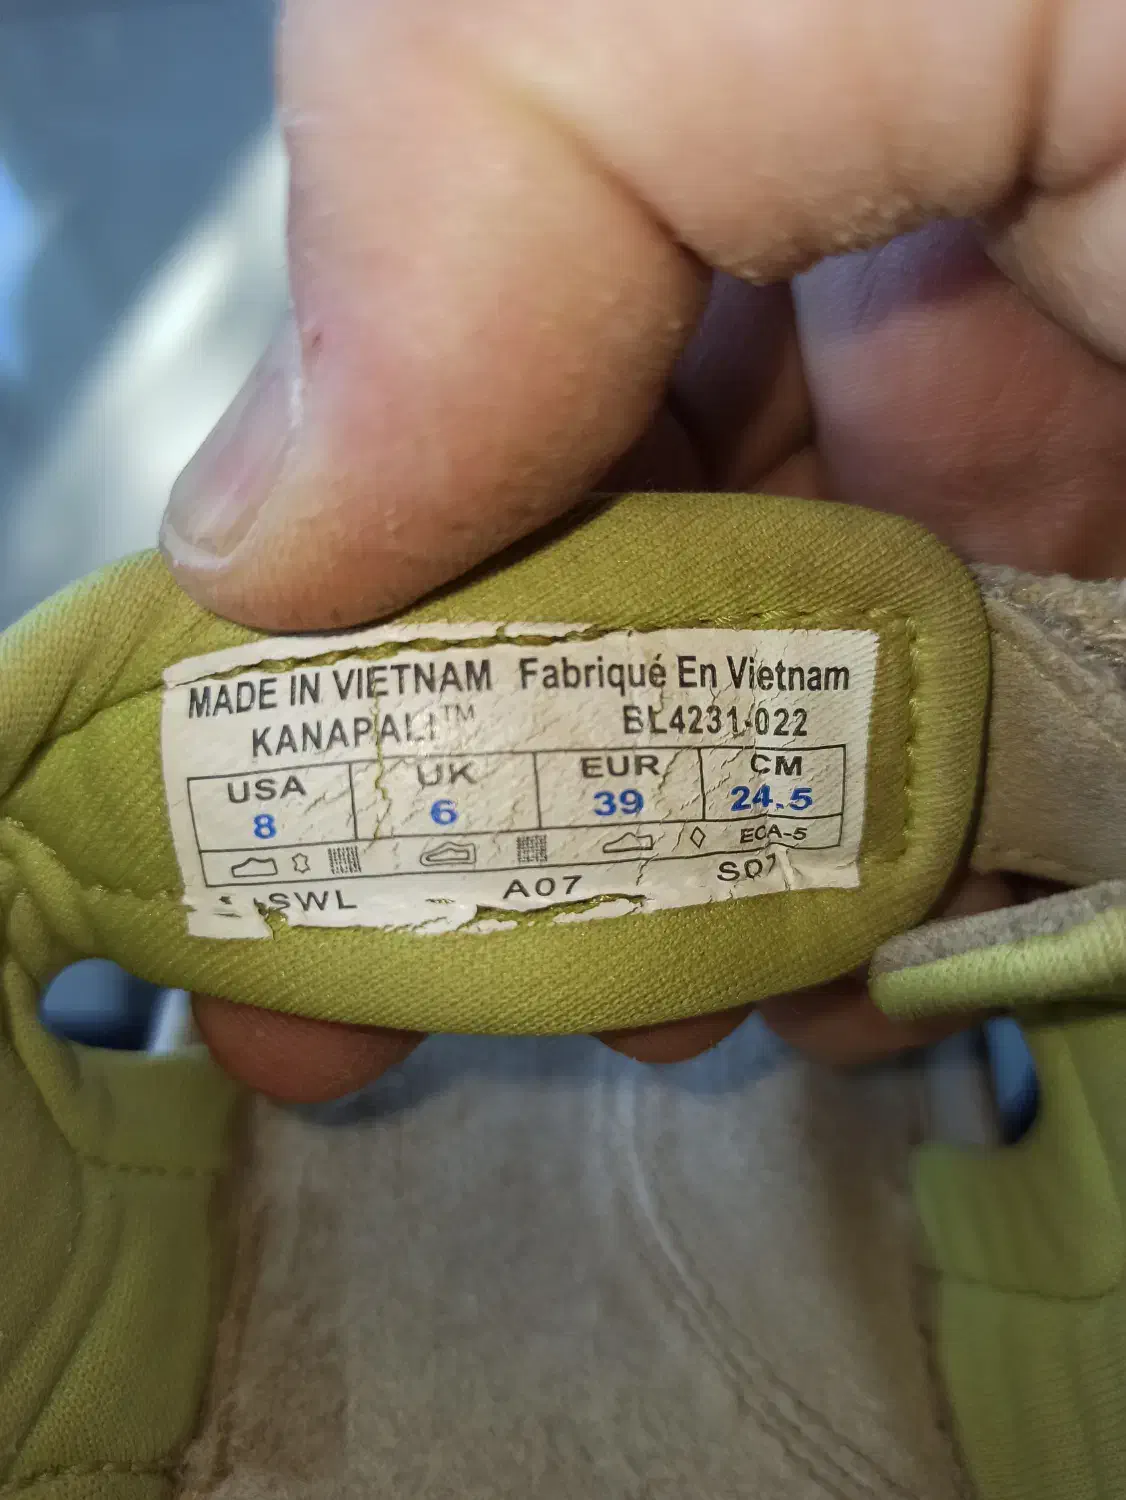 MADE IN VIETNAM Fabriqué En Vietnam
KANAPALI™ BL4231-022
USA UK EUR CM
8 6 39 24.5
ECA-5
SWL A07 S07